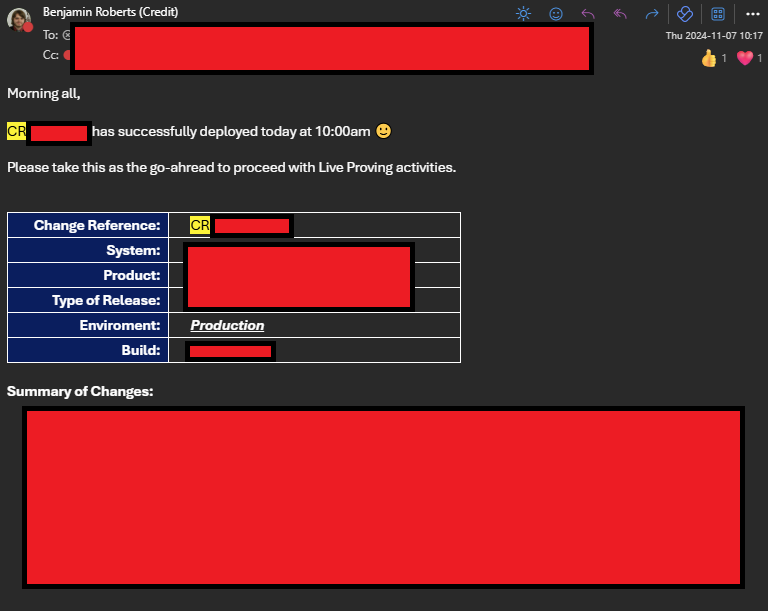 Benjamin Roberts (Credit)
To:
Thu 2024-11-07 10:17
Cc:
👍 1 ❤️ 1
Morning all,
CR has successfully deployed today at 10:00am 🙂
Please take this as the go-ahread to proceed with Live Proving activities.
Change Reference: CR
System:
Product:
Type of Release:
Enviroment: Production
Build:
Summary of Changes: